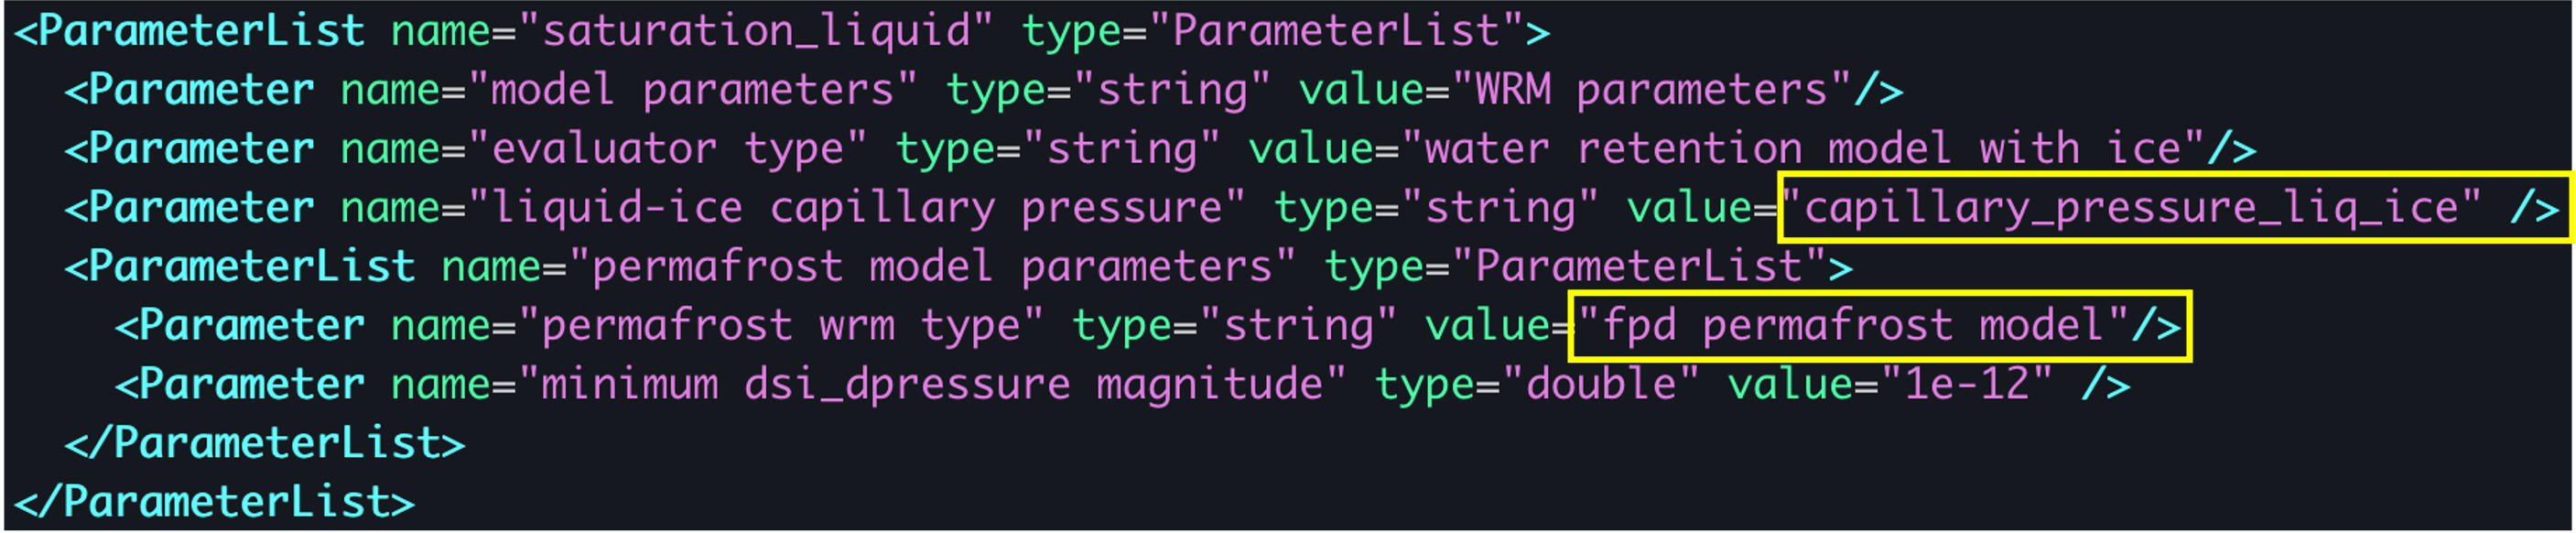 <ParameterList name="saturation_liquid" type="ParameterList">
  <Parameter name="model parameters" type="string" value="WRM parameters"/>
  <Parameter name="evaluator type" type="string" value="water retention model with ice"/>
  <Parameter name="liquid-ice capillary pressure" type="string" value="capillary_pressure_liq_ice" />
  <ParameterList name="permafrost model parameters" type="ParameterList">
    <Parameter name="permafrost wrm type" type="string" value="fpd permafrost model"/>
    <Parameter name="minimum dsi_dpressure magnitude" type="double" value="1e-12" />
  </ParameterList>
</ParameterList>